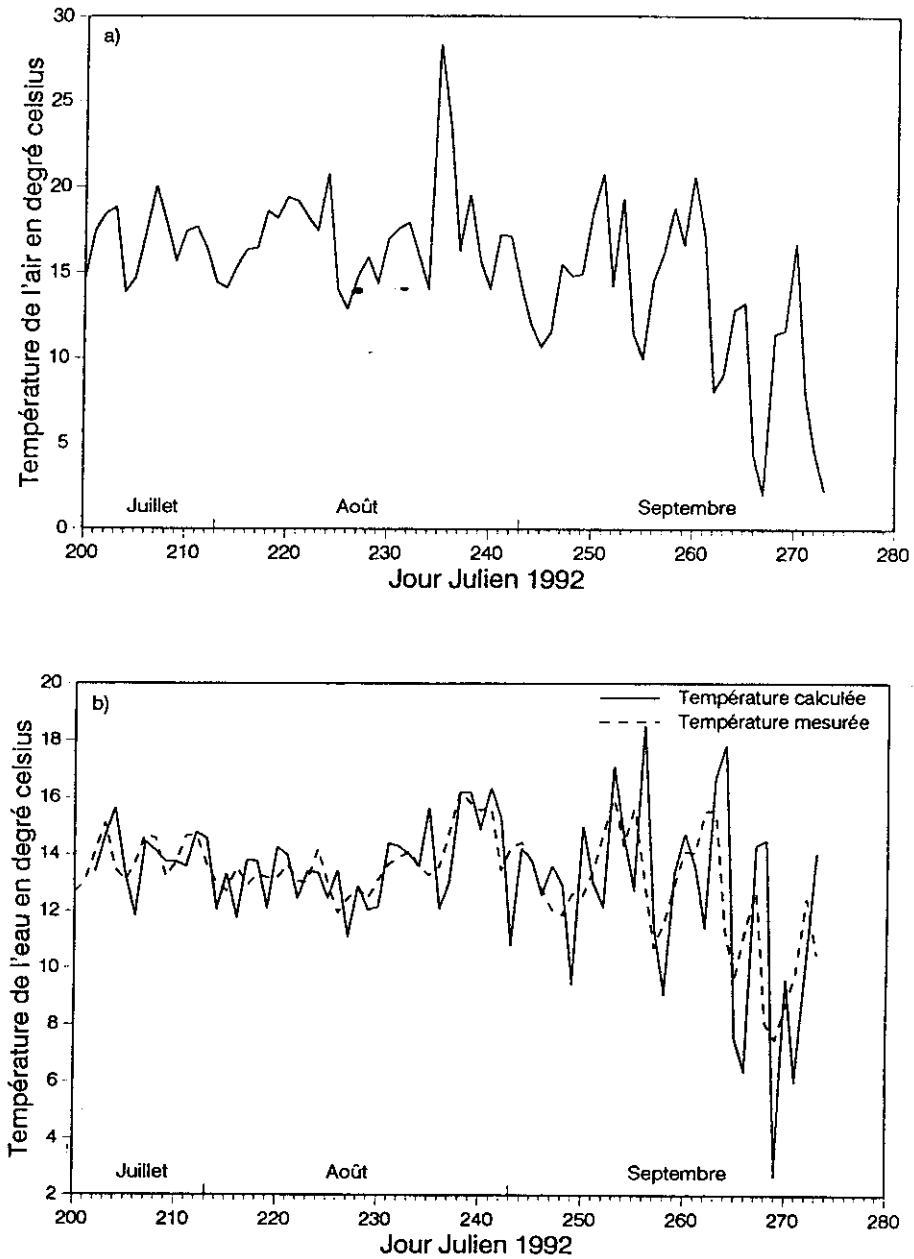 a)
Température de l'air en degré celsius
30
25
20
15
10
5
0
Juillet Août Septembre
200 210 220 230 240 250 260 270 280
Jour Julien 1992
b)
Température calculée
Température mesurée
Température de l'eau en degré celsius
20
18
16
14
12
10
8
6
4
2
Juillet Août Septembre
200 210 220 230 240 250 260 270 280
Jour Julien 1992